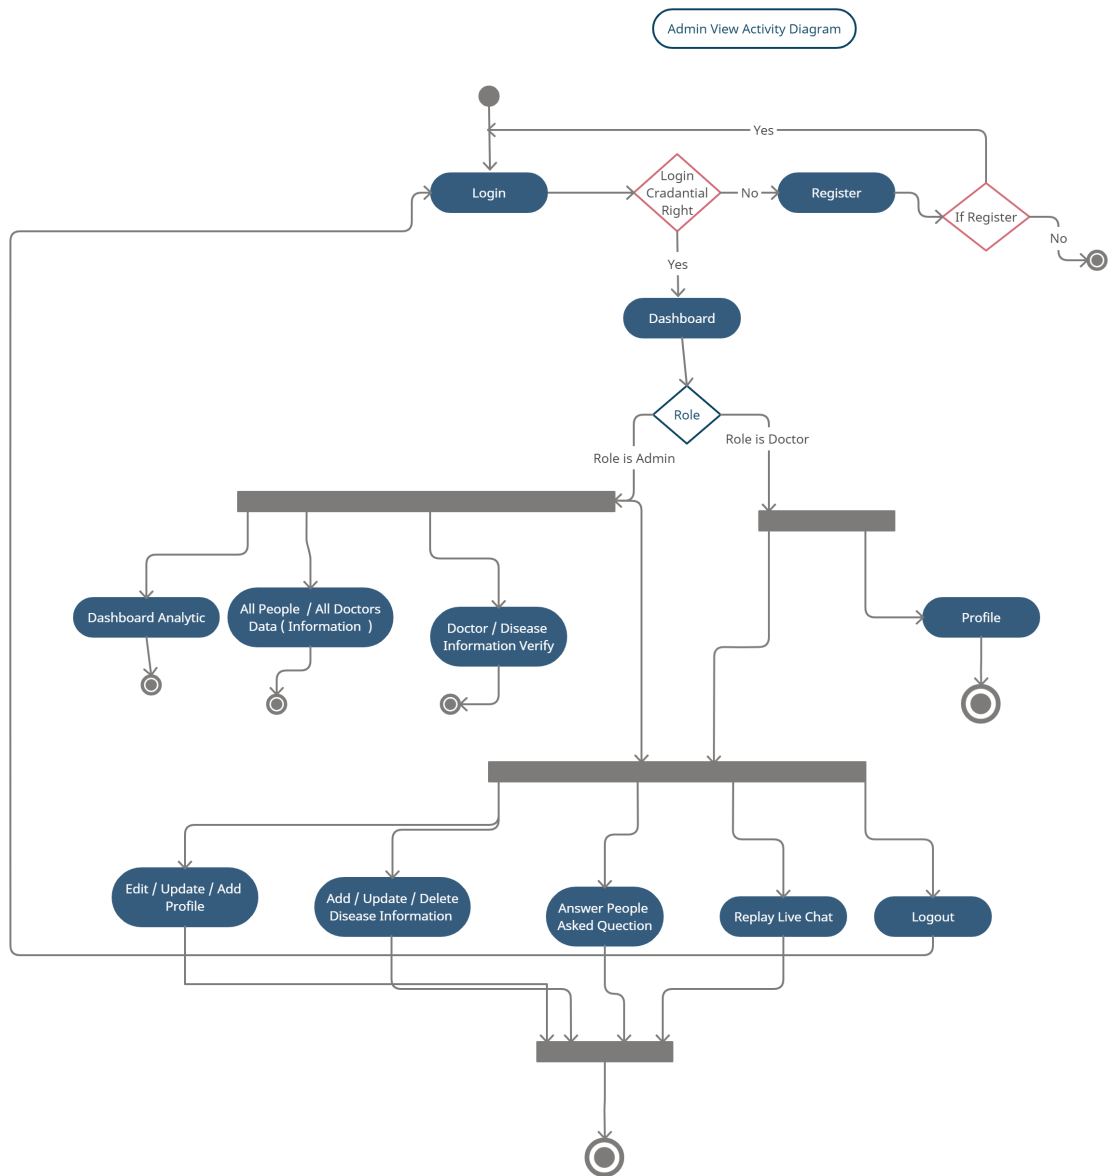 Admin View Activity Diagram
Yes
Login
Login
Cradantial
Right
No
Register
If Register
No
Yes
Dashboard
Role
Role is Doctor
Role is Admin
Dashboard Analytic
All People / All Doctors
Data ( Information )
Doctor / Disease
Information Verify
Profile
Edit / Update / Add
Profile
Add / Update / Delete
Disease Information
Answer People
Asked Quection
Replay Live Chat
Logout